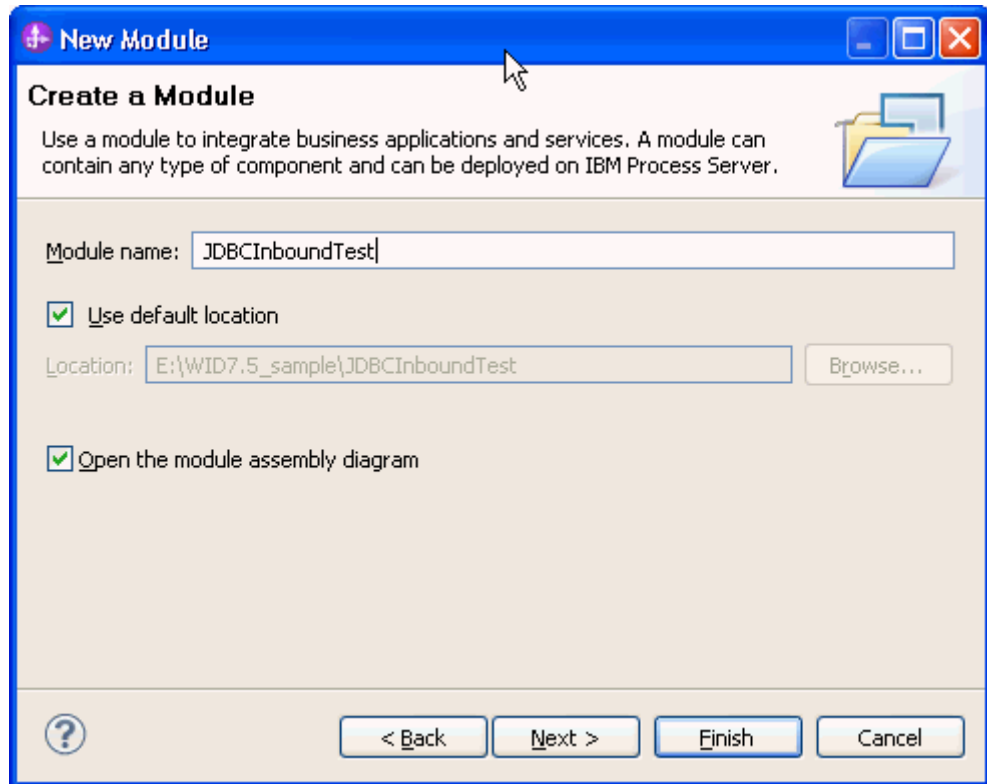 New Module
Create a Module
Use a module to integrate business applications and services. A module can
contain any type of component and can be deployed on IBM Process Server.
Module name: JDBCInboundTest
Use default location
Location: E:\WID7.5_sample\JDBCInboundTest Browse...
Open the module assembly diagram
? < Back Next > Finish Cancel